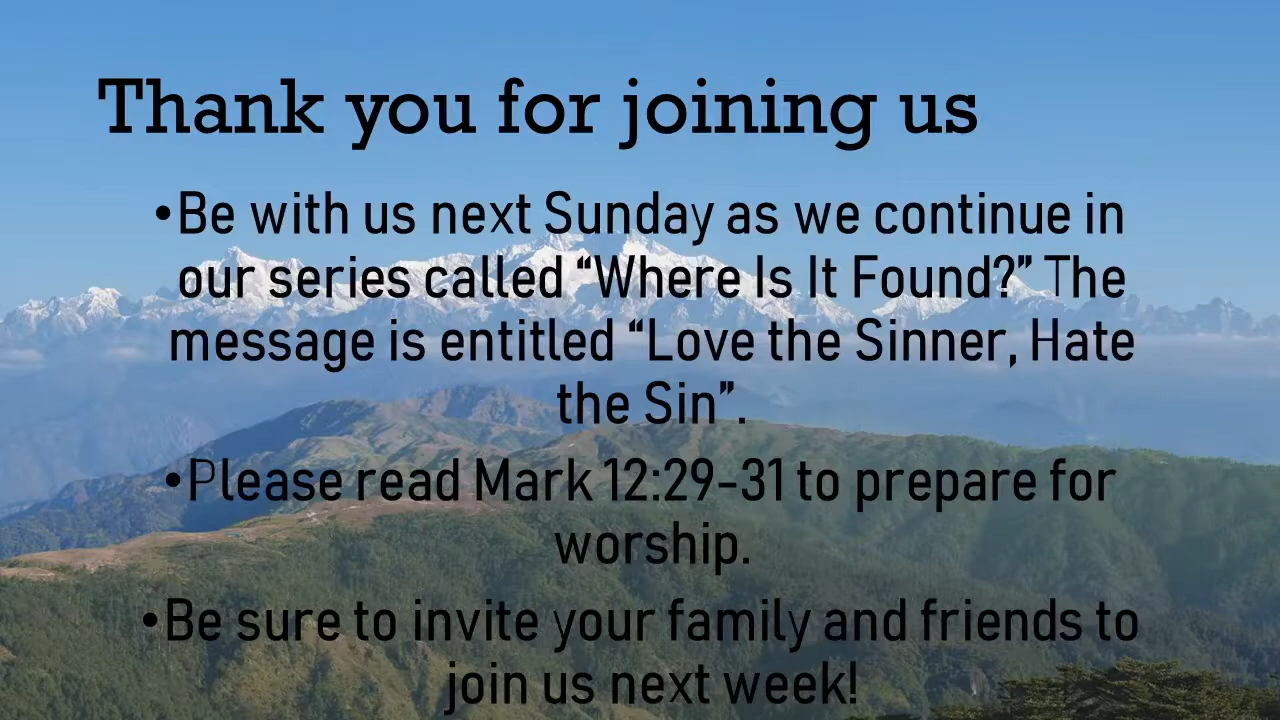 Thank you for joining us
•Be with us next Sunday as we continue in
our series called “Where Is It Found?” The
message is entitled “Love the Sinner, Hate
the Sin”.
•Please read Mark 12:29-31 to prepare for
worship.
•Be sure to invite your family and friends to
join us next week!